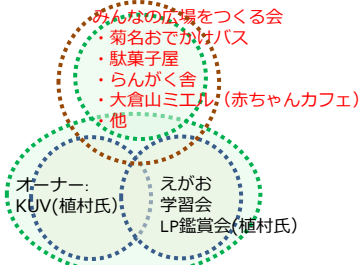 みんなの広場をつくる会
・菊名おでかけバス
・駄菓子屋
・らんがく舎
・大倉山ミエル（赤ちゃんカフェ）
・他
オーナー:
KUV(植村氏)
えがお
学習会
LP鑑賞会(植村氏)